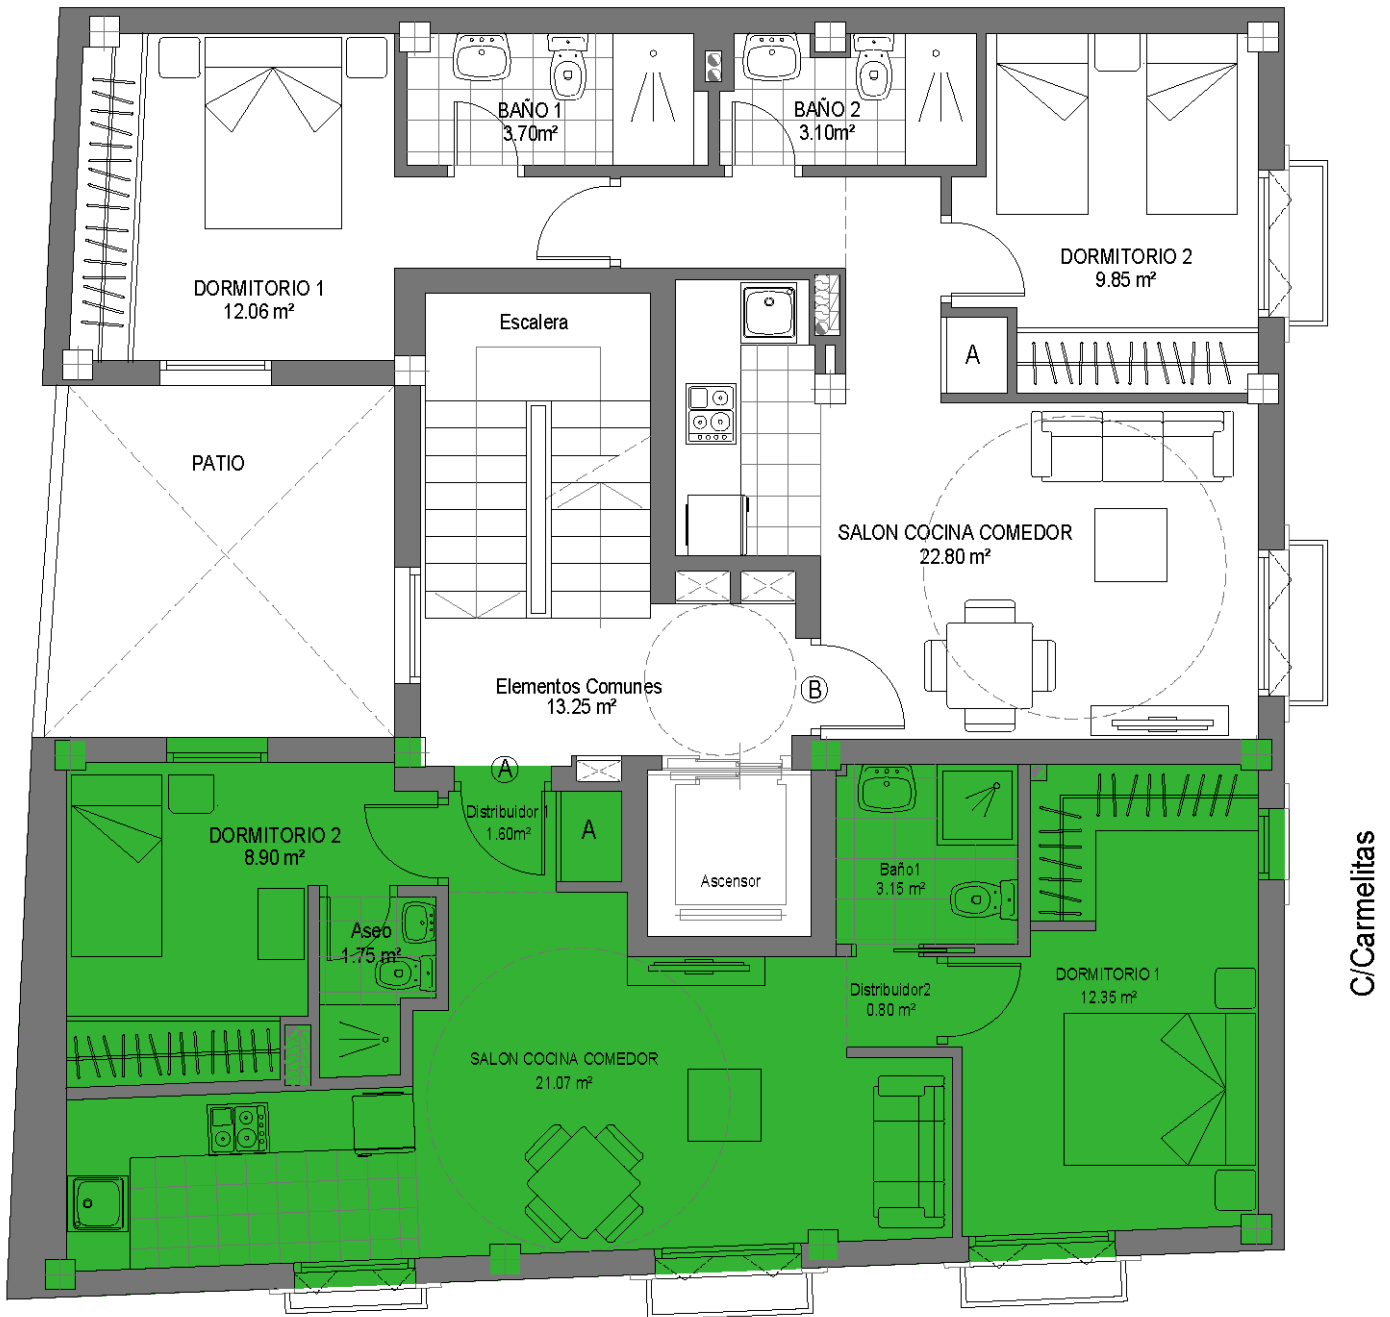 BAÑO 1
3.70m²
BAÑO 2
3.10m²
DORMITORIO 1
12.06 m²
DORMITORIO 2
9.85 m²
Escalera
A
PATIO
SALON COCINA COMEDOR
22.80 m²
Elementos Comunes
13.25 m²
B
A
Distribuidor 1
1.60m²
A
DORMITORIO 2
8.90 m²
Ascensor
Baño1
3.15 m²
Aseo
1.75 m²
Distribuidor2
0.80 m²
DORMITORIO 1
12.35 m²
SALON COCINA COMEDOR
21.07 m²
C/Carmelitas